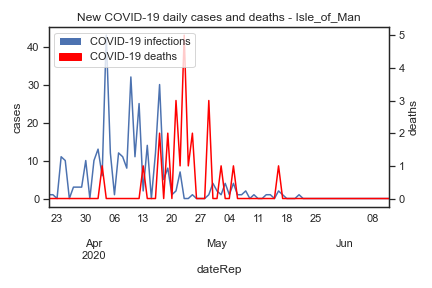 New COVID-19 daily cases and deaths - Isle_of_Man
COVID-19 infections
COVID-19 deaths
cases
40
30
20
10
0
deaths
5
4
3
2
1
0
23 30 06 13 20 27 04 11 18 25 08
Apr May Jun
2020
dateRep